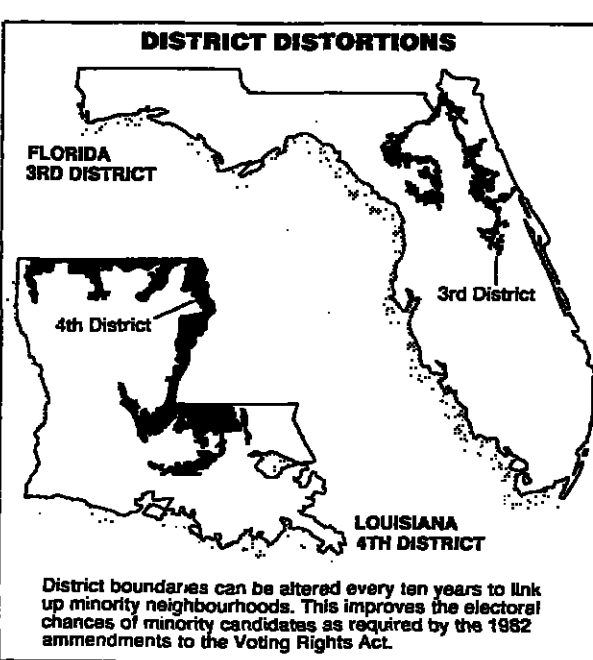 DISTRICT DISTORTIONS
FLORIDA
3RD DISTRICT
3rd District
4th District
LOUISIANA
4TH DISTRICT
District boundaries can be altered every ten years to link
up minority neighbourhoods. This improves the electoral
chances of minority candidates as required by the 1982
ammendments to the Voting Rights Act.